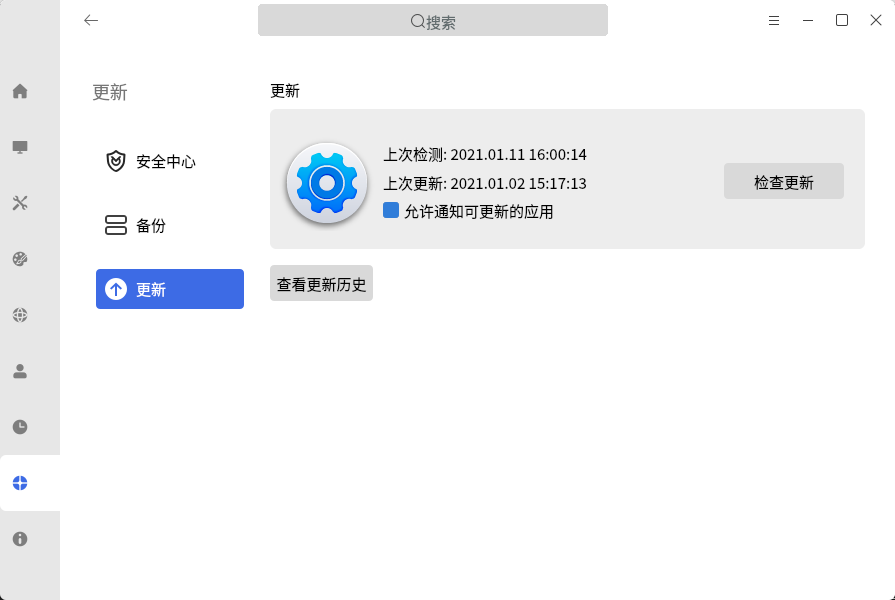 搜索
更新
安全中心
备份
更新
更新
上次检测: 2021.01.11 16:00:14
上次更新: 2021.01.02 15:17:13
允许通知可更新的应用
检查更新
查看更新历史